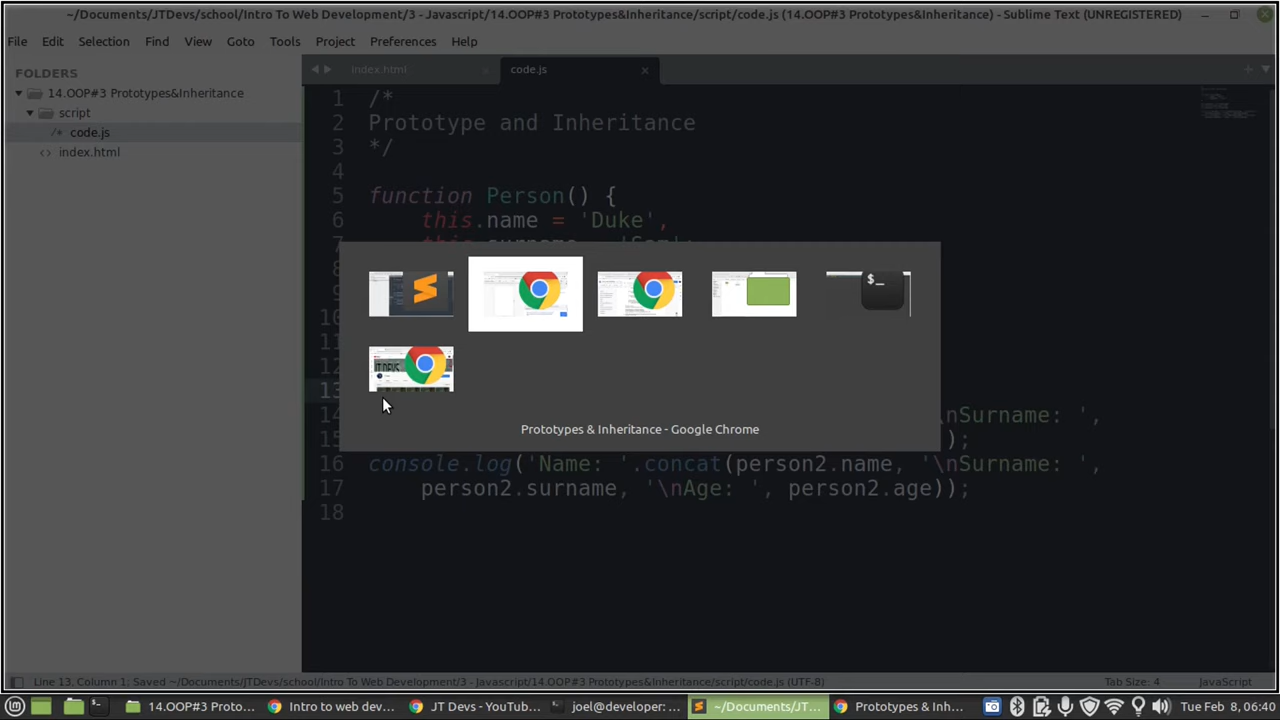 ~/Documents/JTDevs/school/Intro To Web Development/3 - Javascript/14.OOP#3 Prototypes&Inheritance/script/code.js (14.OOP#3 Prototypes&Inheritance) - Sublime Text (UNREGISTERED)
File Edit Selection Find View Goto Tools Project Preferences Help
FOLDERS
14.OOP#3 Prototypes&Inheritance
script
/* code.js
<> index.html
index.html code.js
1 /*
2 Prototype and Inheritance
3 */
4
5 function Person() {
6 this.name = 'Duke',
7
$_
Prototypes & Inheritance - Google Chrome
13
14 \nSurname: ',
15 );
16 console.log('Name: '.concat(person2.name, '\nSurname: ',
17 person2.surname, '\nAge: ', person2.age));
18
Line 13, Column 1: Saved ~/Documents/JTDevs/school/Intro To Web Development/3 - Javascript/14.OOP#3 Prototypes&Inheritance/script/code.js (UTF-8)
Tab Size: 4
JavaScript
14.OOP#3 Proto... Intro to web dev... JT Devs - YouTub... joel@developer: ... ~/Documents/JT... Prototypes & Inh... Tue Feb 8, 06:40